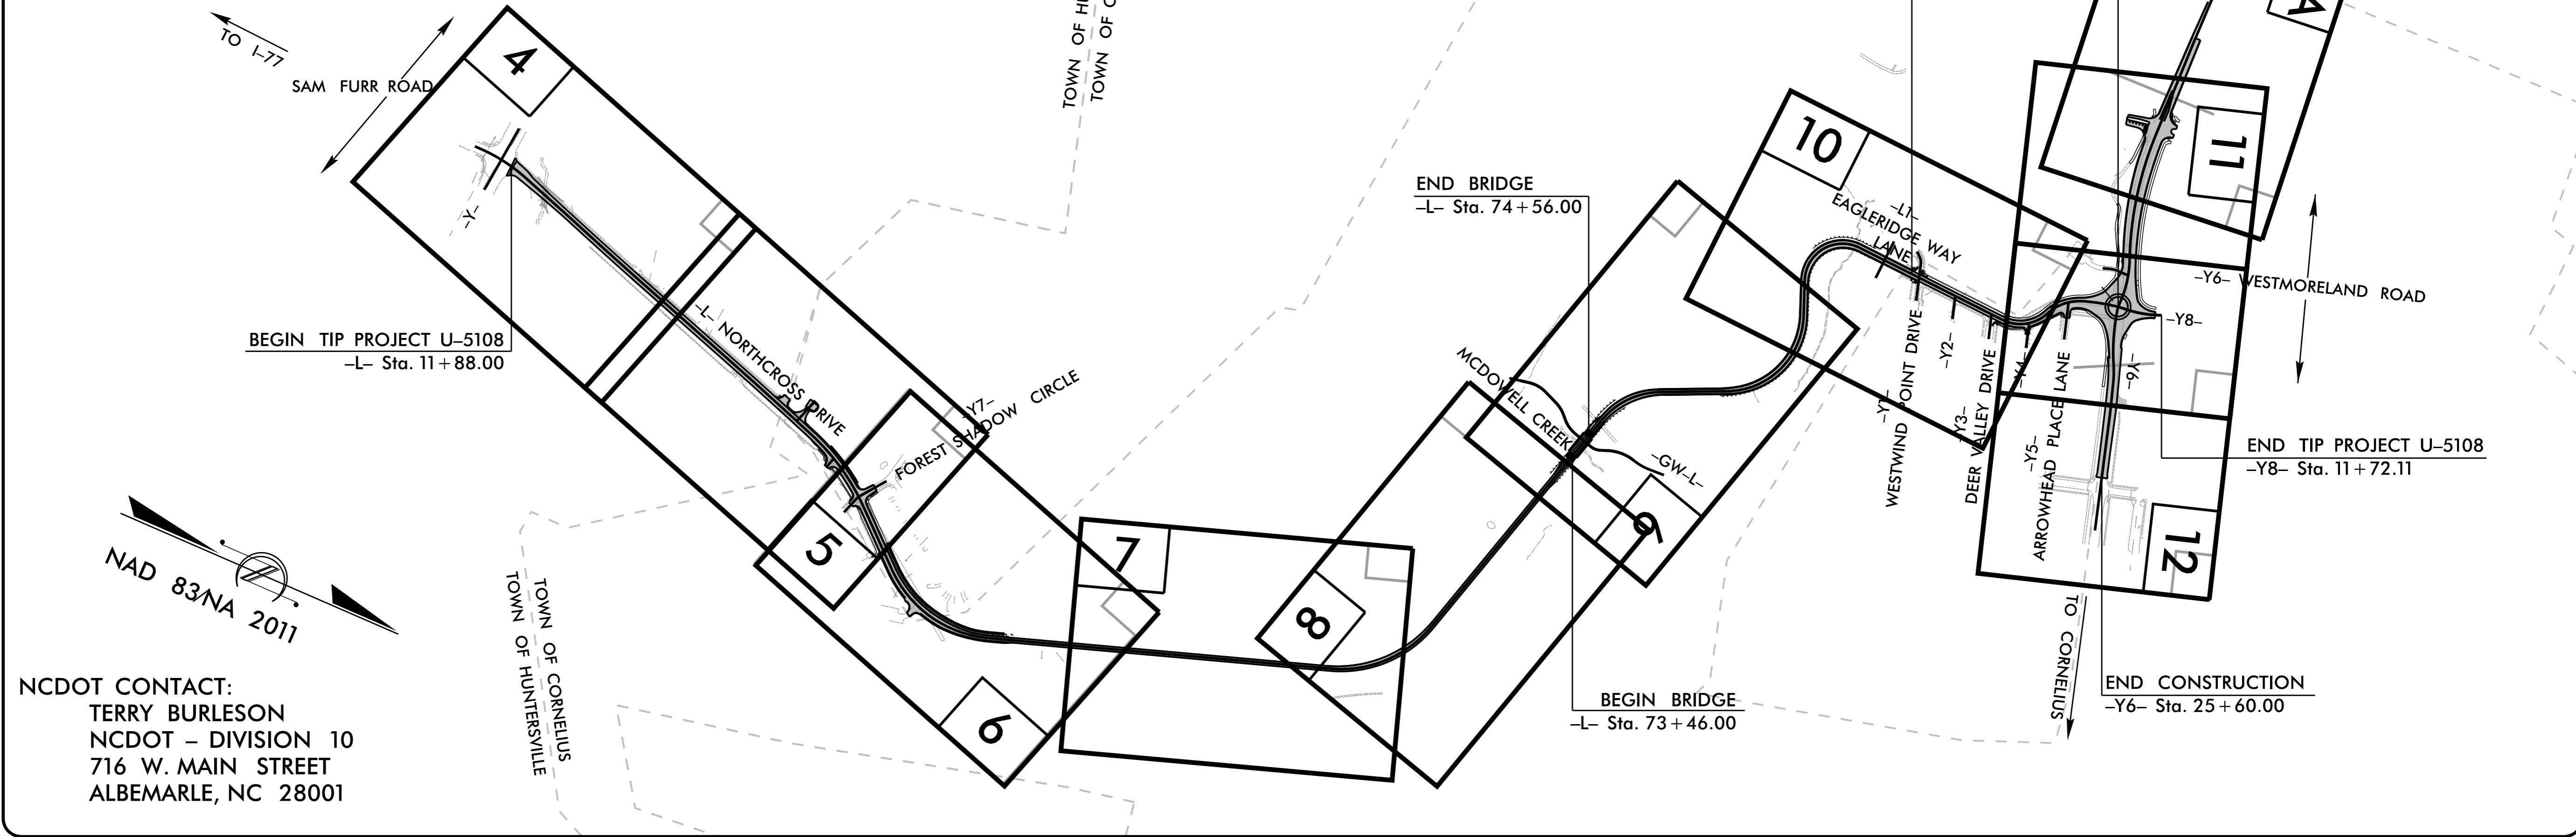 TO I–77
SAM FURR ROAD
4
–Y–
BEGIN TIP PROJECT U–5108
–L– Sta. 11+88.00
–L– NORTHCROSS DRIVE
–Y7–
FOREST SHADOW CIRCLE
5
6
7
8
9
10
11
12
TOWN OF CORNELIUS
TOWN OF HUNTERSVILLE
END BRIDGE
–L– Sta. 74+56.00
MCDOWELL CREEK
–GW–L–
BEGIN BRIDGE
–L– Sta. 73+46.00
–L1–
EAGLERIDGE WAY
LANE
–Y1–
WESTWIND POINT DRIVE
–Y2–
–Y3–
DEER VALLEY DRIVE
–Y4–
–Y5–
ARROWHEAD PLACE LANE
–Y6– WESTMORELAND ROAD
–Y8–
–Y6–
END TIP PROJECT U–5108
–Y8– Sta. 11+72.11
TO CORNELIUS
END CONSTRUCTION
–Y6– Sta. 25+60.00
NAD 83/NA 2011
NCDOT CONTACT:
TERRY BURLESON
NCDOT – DIVISION 10
716 W. MAIN STREET
ALBEMARLE, NC 28001
TOWN OF
TOWN OF